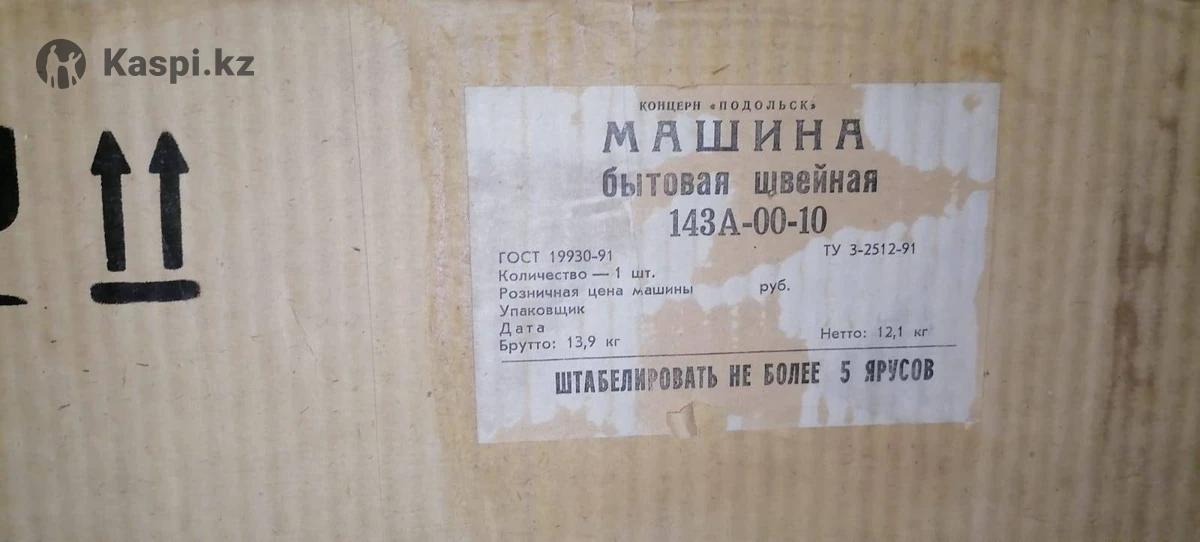 Kaspi.kz
КОНЦЕРН «ПОДОЛЬСК»
МАШИНА
бытовая швейная
143А-00-10
ГОСТ 19930-91 ТУ 3-2512-91
Количество — 1 шт.
Розничная цена машины руб.
Упаковщик
Дата
Брутто: 13,9 кг Нетто: 12,1 кг
ШТАБЕЛИРОВАТЬ НЕ БОЛЕЕ 5 ЯРУСОВ